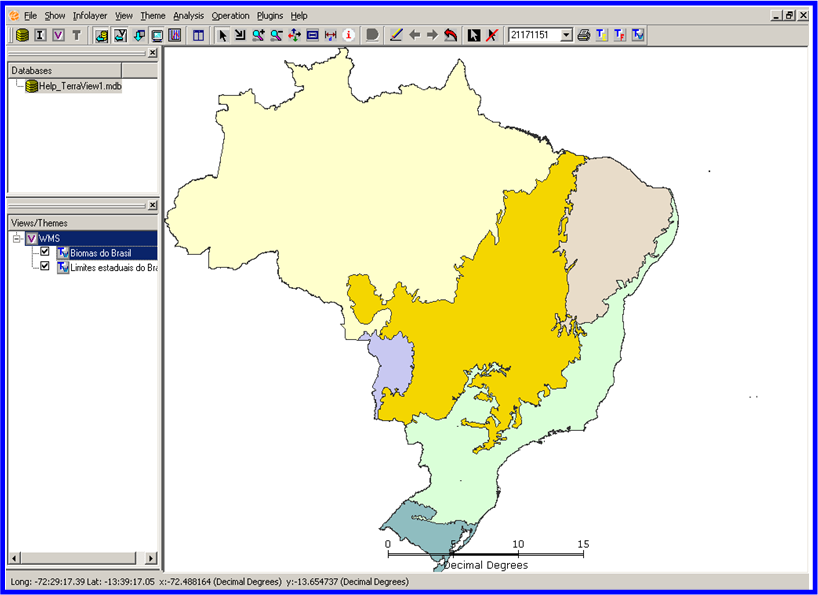 File Show Infolayer View Theme Analysis Operation Plugins Help
21171151
Databases
Help_TerraView1.mdb
Views/Themes
WMS
Biomas do Brasil
Limites estaduais do Bra
0 5 10 15
Decimal Degrees
Long: -72:29:17.39 Lat: -13:39:17.05 x:-72.488164 (Decimal Degrees) y:-13.654737 (Decimal Degrees)